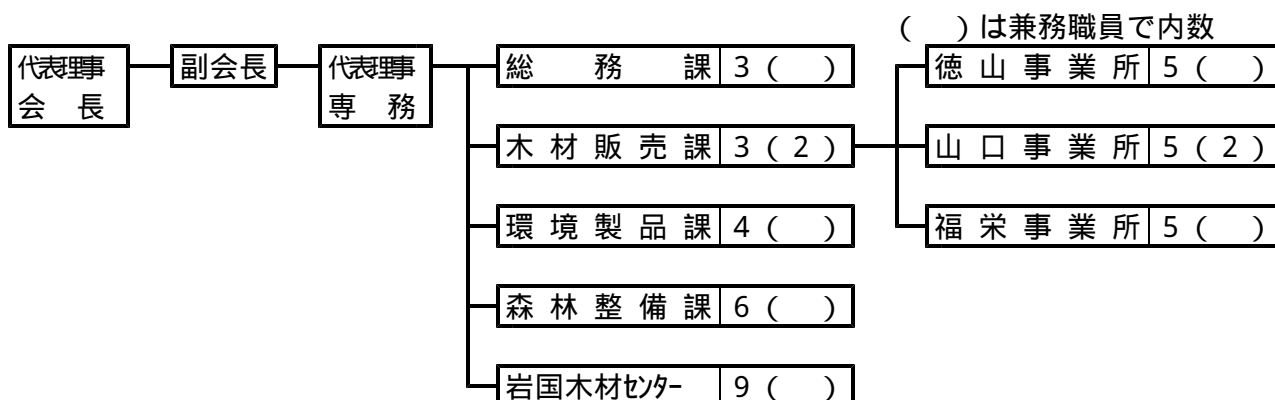 ( )は兼務職員で内数
代表理事
会長
副会長
代表理事
専務
総務課 3 ( )
木材販売課 3 ( 2 )
環境製品課 4 ( )
森林整備課 6 ( )
岩国木材センター 9 ( )
徳山事業所 5 ( )
山口事業所 5 ( 2 )
福栄事業所 5 ( )